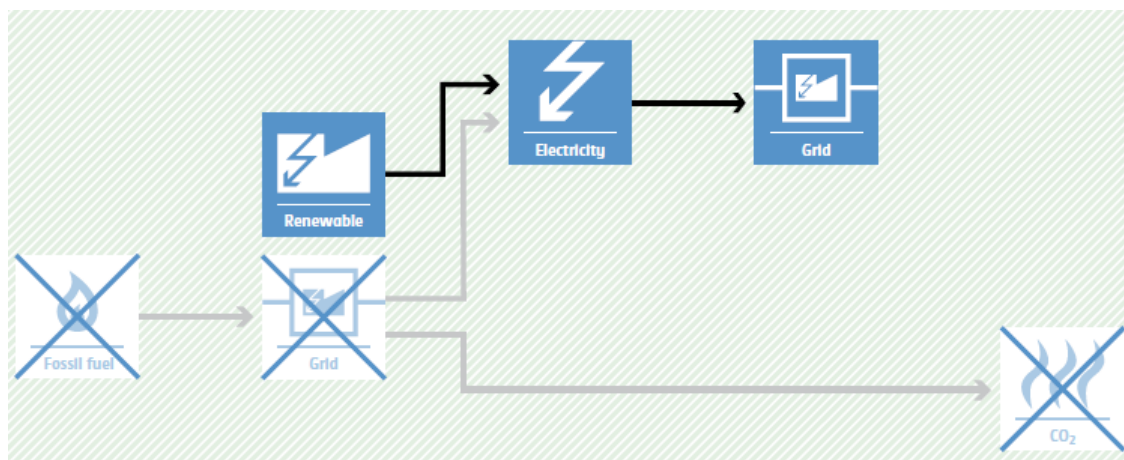 Electricity
Grid
Renewable
Fossil fuel
Grid
CO₂